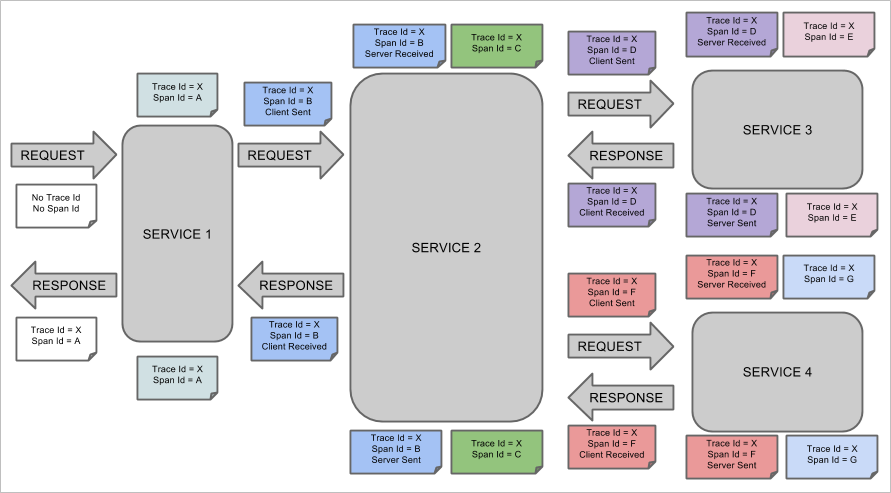 Trace Id = X
Span Id = A
No Trace Id
No Span Id
REQUEST
RESPONSE
Trace Id = X
Span Id = A
SERVICE 1
Trace Id = X
Span Id = A
Trace Id = X
Span Id = B
Client Sent
REQUEST
RESPONSE
Trace Id = X
Span Id = B
Client Received
Trace Id = X
Span Id = B
Server Received
Trace Id = X
Span Id = C
SERVICE 2
Trace Id = X
Span Id = B
Server Sent
Trace Id = X
Span Id = C
Trace Id = X
Span Id = D
Client Sent
REQUEST
RESPONSE
Trace Id = X
Span Id = D
Client Received
Trace Id = X
Span Id = D
Server Received
Trace Id = X
Span Id = E
SERVICE 3
Trace Id = X
Span Id = D
Server Sent
Trace Id = X
Span Id = E
Trace Id = X
Span Id = F
Client Sent
REQUEST
RESPONSE
Trace Id = X
Span Id = F
Client Received
Trace Id = X
Span Id = F
Server Received
Trace Id = X
Span Id = G
SERVICE 4
Trace Id = X
Span Id = F
Server Sent
Trace Id = X
Span Id = G